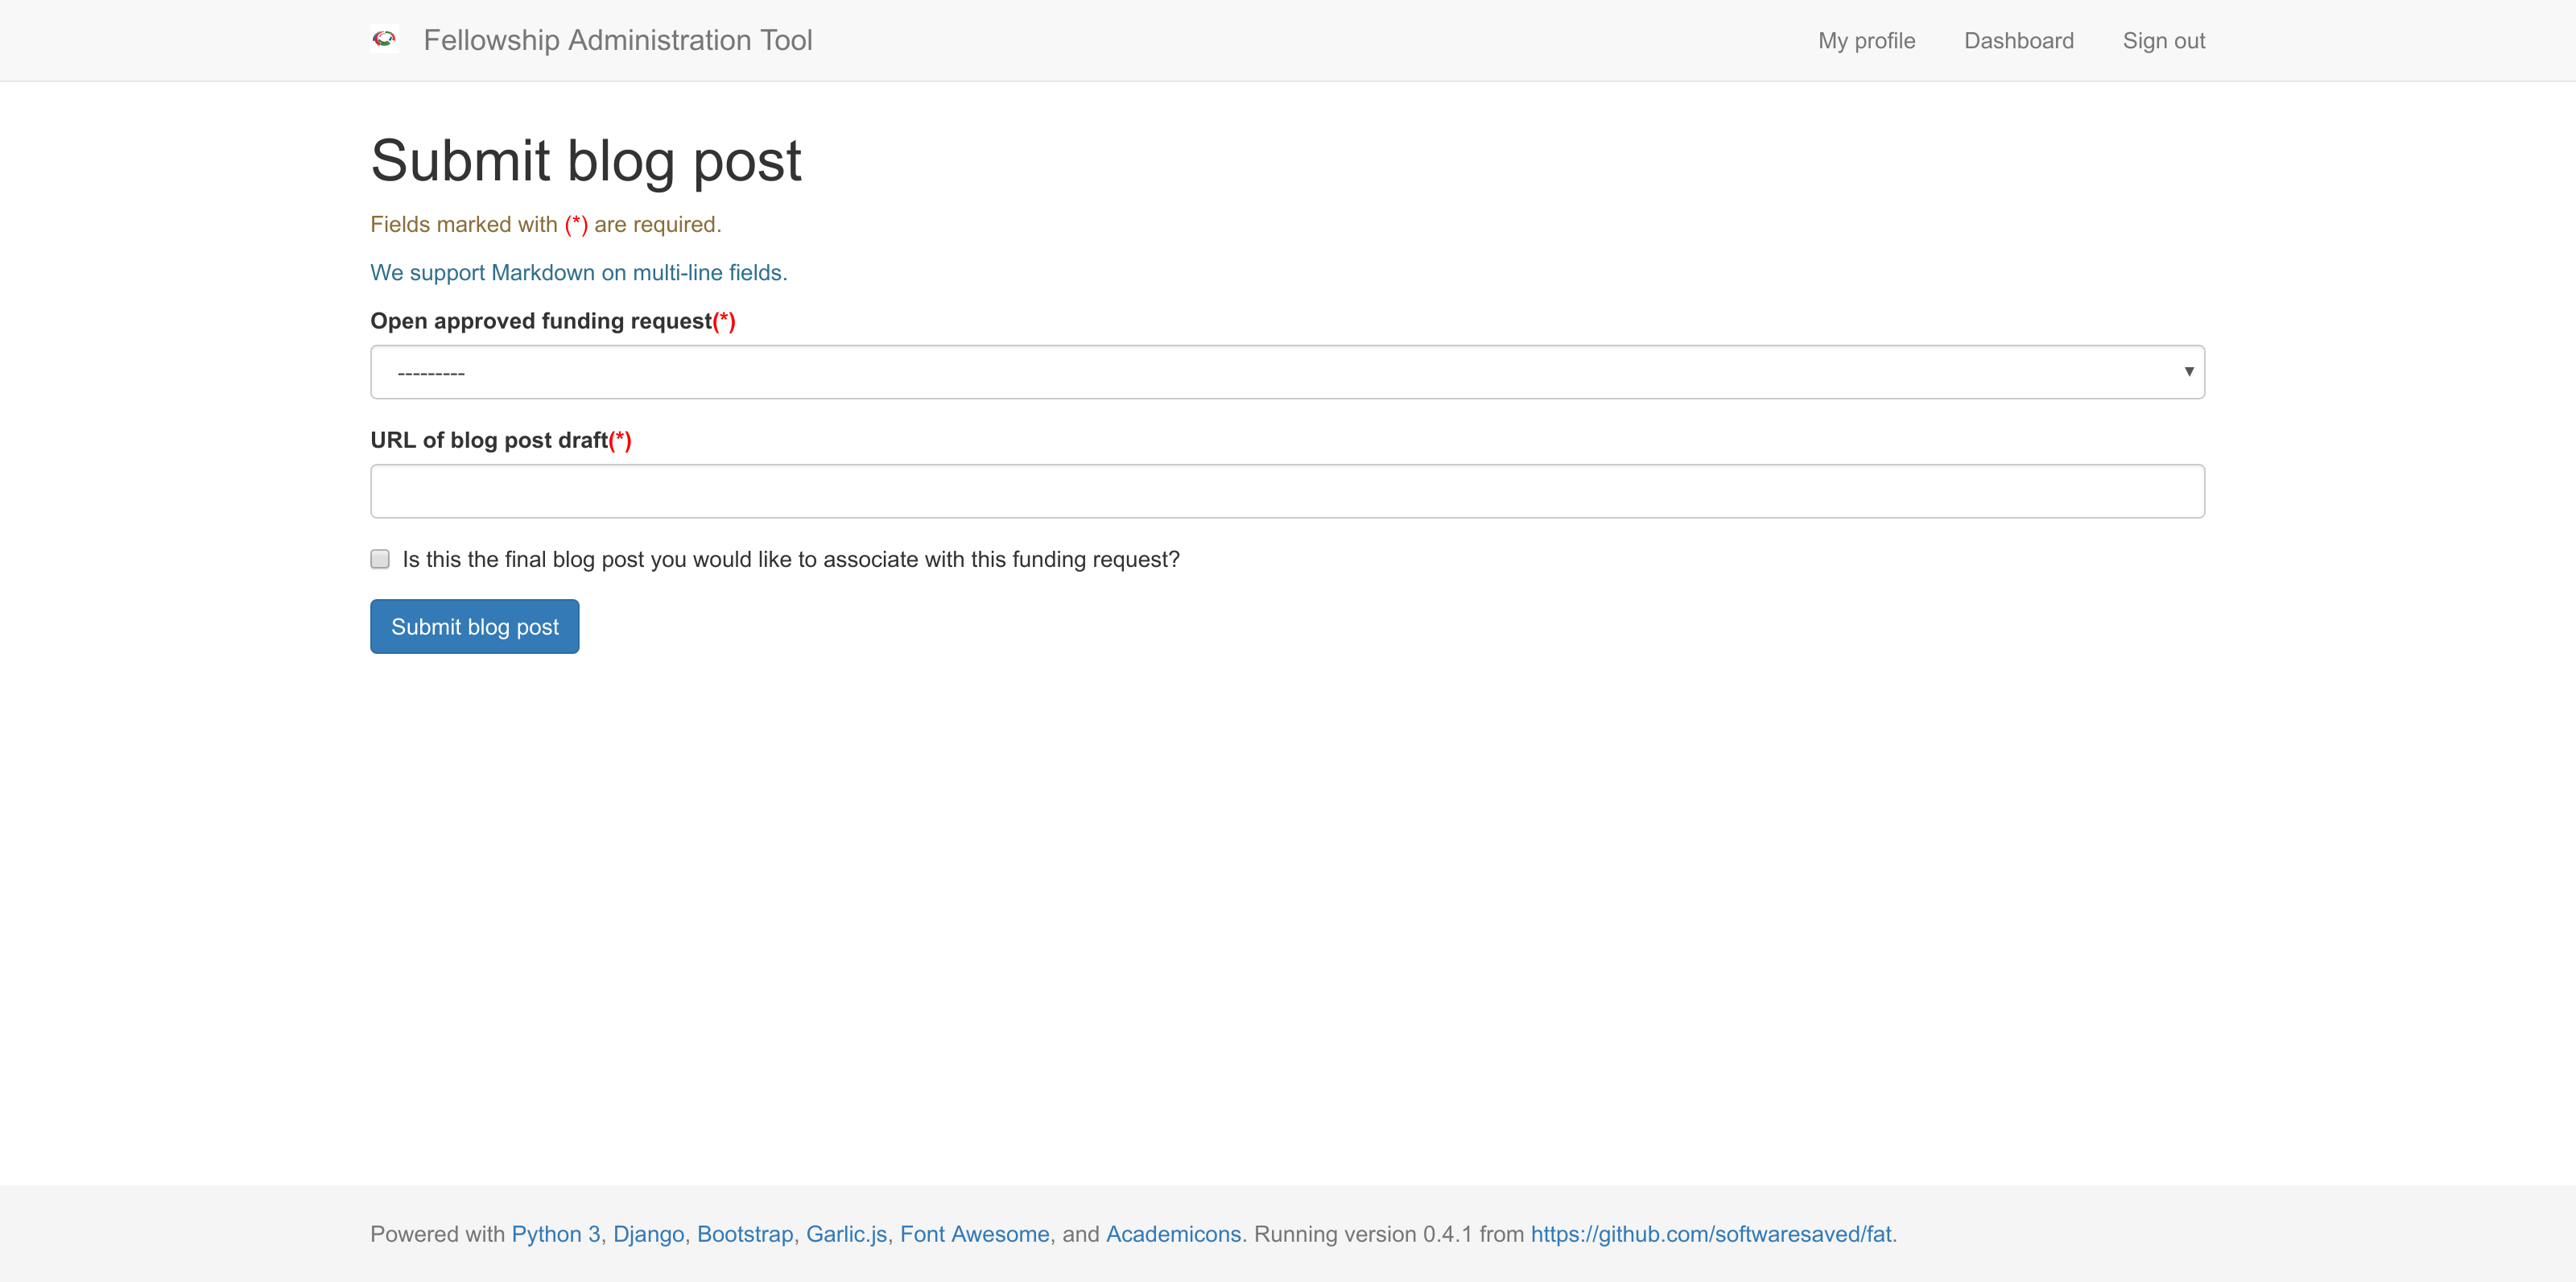 Fellowship Administration Tool My profile Dashboard Sign out
Submit blog post
Fields marked with (*) are required.
We support Markdown on multi-line fields.
Open approved funding request(*)
---------
URL of blog post draft(*)
Is this the final blog post you would like to associate with this funding request?
Submit blog post
Powered with Python 3, Django, Bootstrap, Garlic.js, Font Awesome, and Academicons. Running version 0.4.1 from https://github.com/softwaresaved/fat.